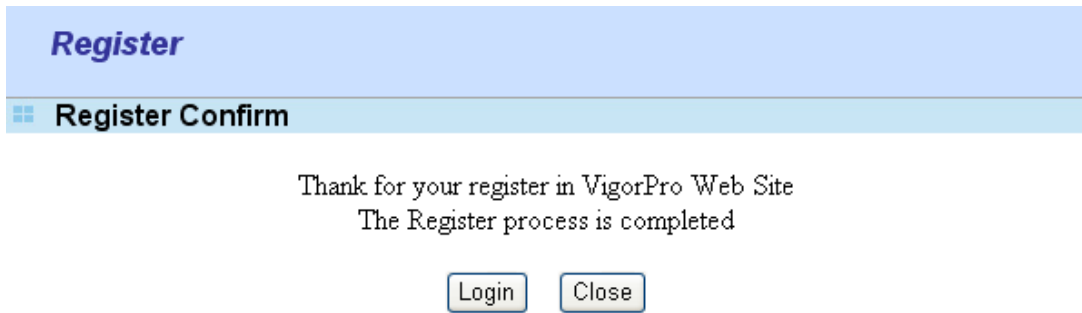 Register
Register Confirm
Thank for your register in VigorPro Web Site
The Register process is completed
Login Close